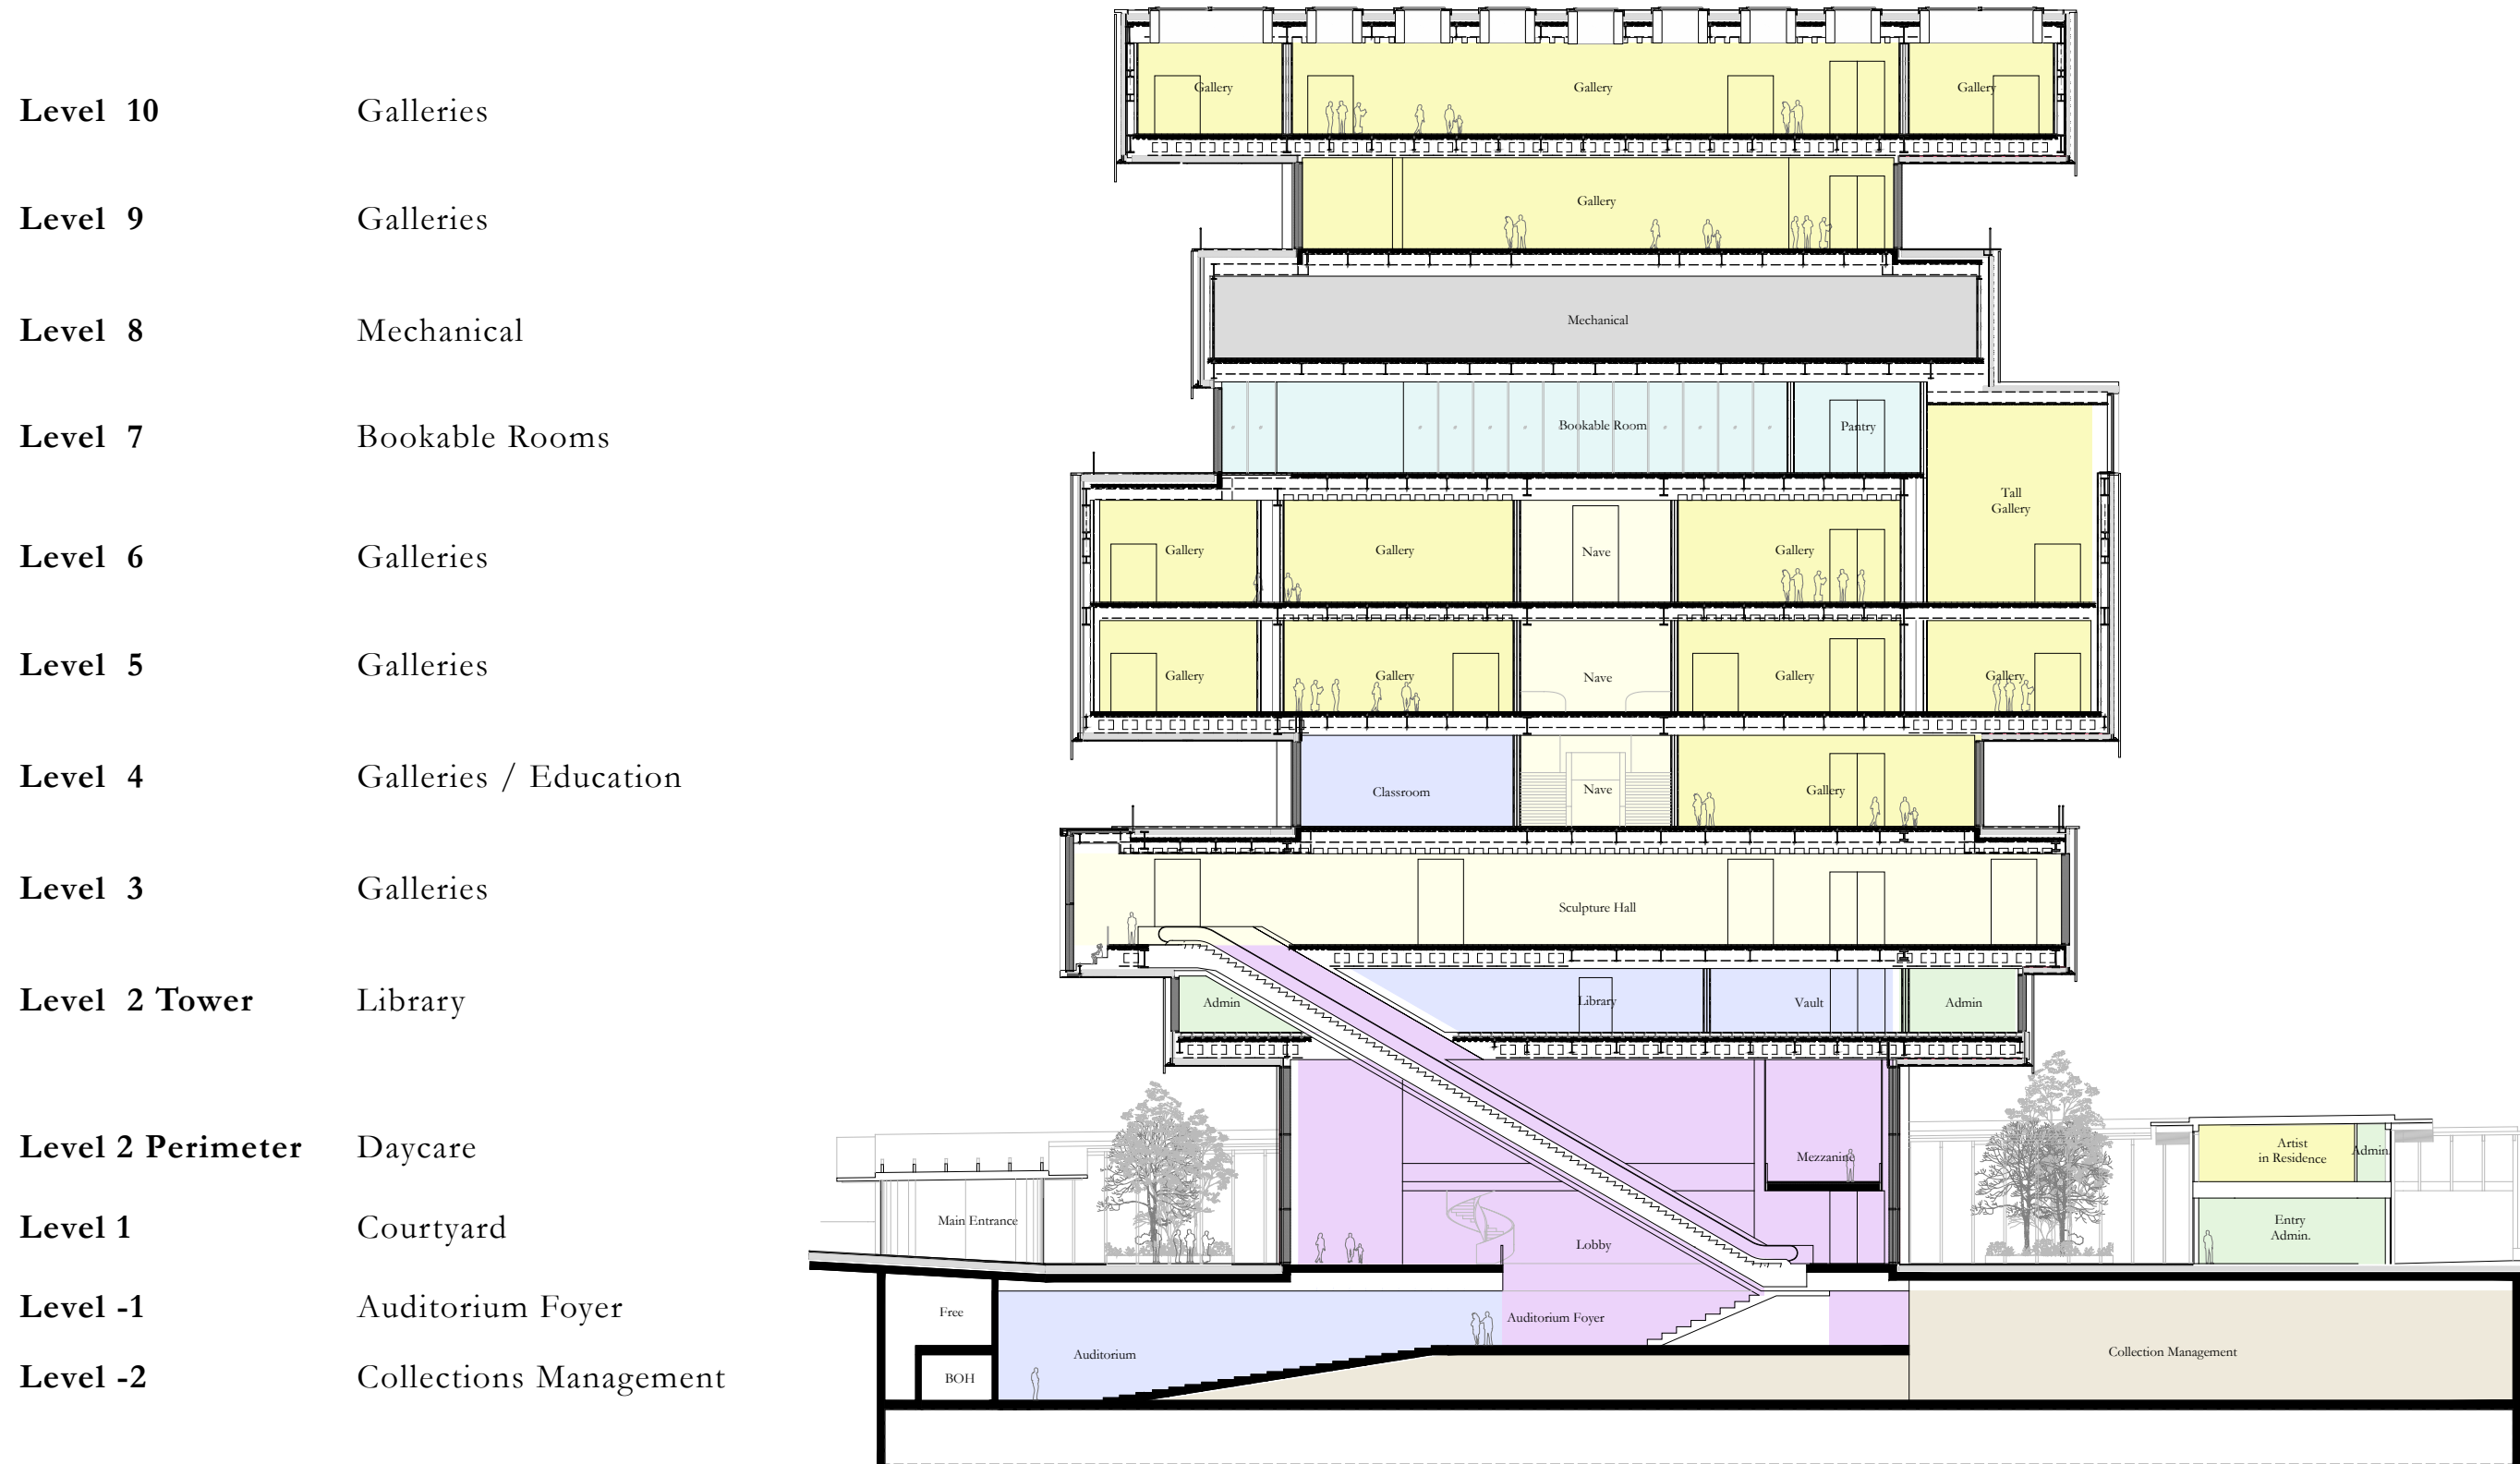 Level 10 Galleries
Level 9 Galleries
Level 8 Mechanical
Level 7 Bookable Rooms
Level 6 Galleries
Level 5 Galleries
Level 4 Galleries / Education
Level 3 Galleries
Level 2 Tower Library
Level 2 Perimeter Daycare
Level 1 Courtyard
Level -1 Auditorium Foyer
Level -2 Collections Management
Gallery Gallery Gallery
Gallery
Mechanical
Bookable Room Pantry
Tall
Gallery
Gallery Gallery Nave Gallery
Gallery Gallery Nave Gallery Gallery
Classroom Nave Gallery
Sculpture Hall
Admin Library Vault Admin
Mezzanine
Artist
in Residence
Admin.
Main Entrance
Lobby
Entry
Admin.
Free
Auditorium Foyer
Auditorium
Collection Management
BOH